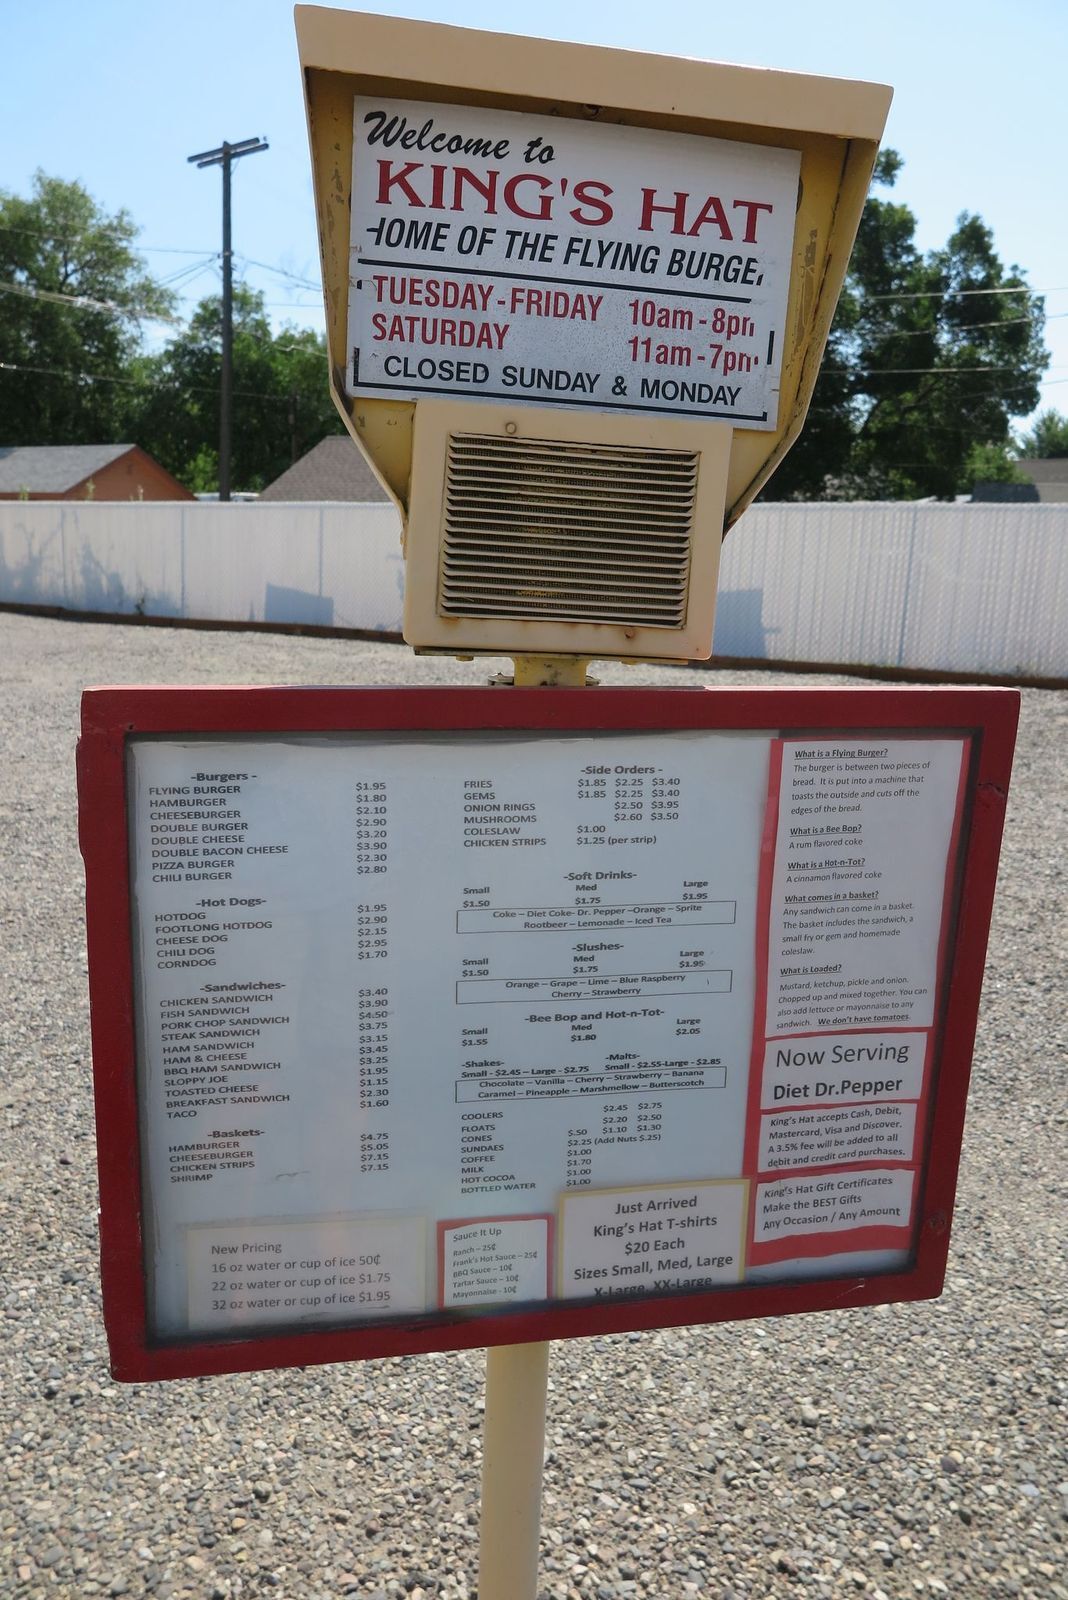 Welcome to
KING'S HAT
HOME OF THE FLYING BURGE
TUESDAY - FRIDAY 10am - 8pm
SATURDAY 11am - 7pm
CLOSED SUNDAY & MONDAY
-Burgers -
FLYING BURGER $1.95
HAMBURGER $1.80
CHEESEBURGER $2.10
DOUBLE BURGER $2.90
DOUBLE CHEESE $3.20
DOUBLE BACON CHEESE $3.90
PIZZA BURGER $2.30
CHILI BURGER $2.80
-Hot Dogs-
HOTDOG $1.95
FOOTLONG HOTDOG $2.90
CHEESE DOG $2.15
CHILI DOG $2.95
CORNDOG $1.70
-Sandwiches-
CHICKEN SANDWICH $3.40
FISH SANDWICH $3.90
PORK CHOP SANDWICH $4.50
STEAK SANDWICH $3.75
HAM SANDWICH $3.15
HAM & CHEESE $3.45
BBQ HAM SANDWICH $3.25
SLOPPY JOE $1.95
TOASTED CHEESE $1.15
BREAKFAST SANDWICH $2.30
TACO $1.60
-Baskets-
HAMBURGER $4.75
CHEESEBURGER $5.05
CHICKEN STRIPS $7.15
SHRIMP $7.15
-Side Orders -
FRIES $1.85 $2.25 $3.40
GEMS $1.85 $2.25 $3.40
ONION RINGS $2.50 $3.95
MUSHROOMS $2.60 $3.50
COLESLAW $1.00
CHICKEN STRIPS $1.25 (per strip)
-Soft Drinks-
Small Med Large
$1.50 $1.75 $1.95
Coke – Diet Coke- Dr. Pepper –Orange – Sprite
Rootbeer – Lemonade – Iced Tea
-Slushes-
Small Med Large
$1.50 $1.75 $1.95
Orange – Grape – Lime – Blue Raspberry
Cherry – Strawberry
-Bee Bop and Hot-n-Tot-
Small Med Large
$1.55 $1.80 $2.05
-Shakes- -Malts-
Small - $2.45 – Large - $2.75 Small - $2.55-Large - $2.85
Chocolate – Vanilla – Cherry – Strawberry – Banana
Caramel – Pineapple – Marshmellow – Butterscotch
COOLERS $2.45 $2.75
FLOATS $2.20 $2.50
CONES $.50 $1.10 $1.30
SUNDAES $2.25 (Add Nuts $.25)
COFFEE $1.00
MILK $1.70
HOT COCOA $1.00
BOTTLED WATER $1.00
What is a Flying Burger?
The burger is between two pieces of
bread. It is put into a machine that
toasts the outside and cuts off the
edges of the bread.
What is a Bee Bop?
A rum flavored coke
What is a Hot-n-Tot?
A cinnamon flavored coke
What comes in a basket?
Any sandwich can come in a basket.
The basket includes the sandwich, a
small fry or gem and homemade
coleslaw.
What is Loaded?
Mustard, ketchup, pickle and onion.
chopped up and mixed together. You can
also add lettuce or mayonnaise to any
sandwich. We don't have tomatoes.
Now Serving
Diet Dr.Pepper
King's Hat accepts Cash, Debit,
Mastercard, Visa and Discover.
A 3.5% fee will be added to all
debit and credit card purchases.
King's Hat Gift Certificates
Make the BEST Gifts
Any Occasion / Any Amount
New Pricing
16 oz water or cup of ice 50¢
22 oz water or cup of ice $1.75
32 oz water or cup of ice $1.95
Sauce It Up
Ranch – 25¢
Frank's Hot Sauce – 25¢
BBQ Sauce – 10¢
Tartar Sauce – 10¢
Mayonnaise - 10¢
Just Arrived
King's Hat T-shirts
$20 Each
Sizes Small, Med, Large
X-Large, XX-Large